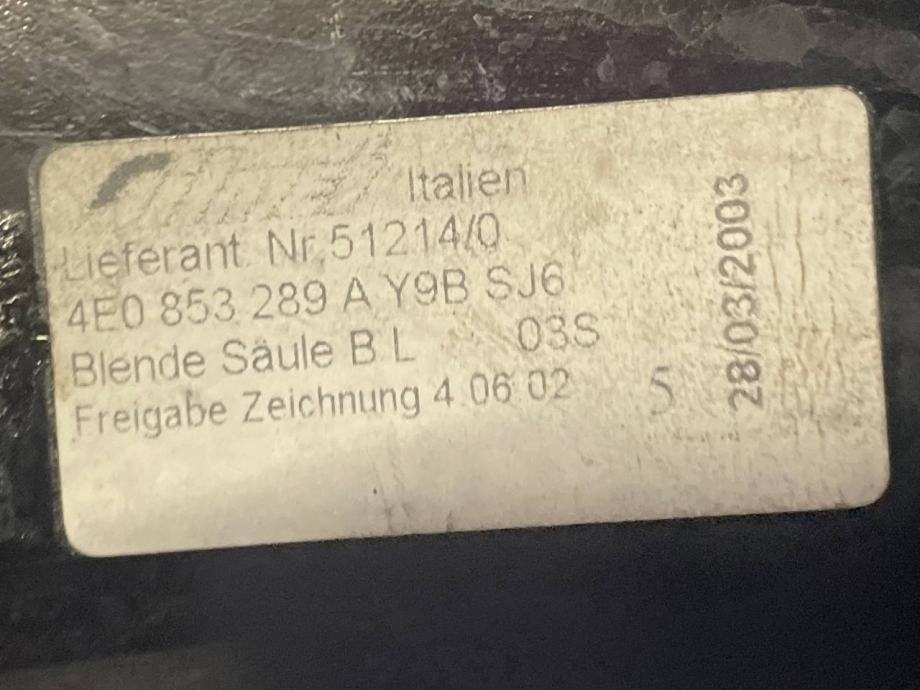 Italien
Lieferant. Nr.51214/0
4E0 853 289 A Y9B SJ6
Blende Säule B L 03S
Freigabe Zeichnung 4.06.02 5
28/03/2003